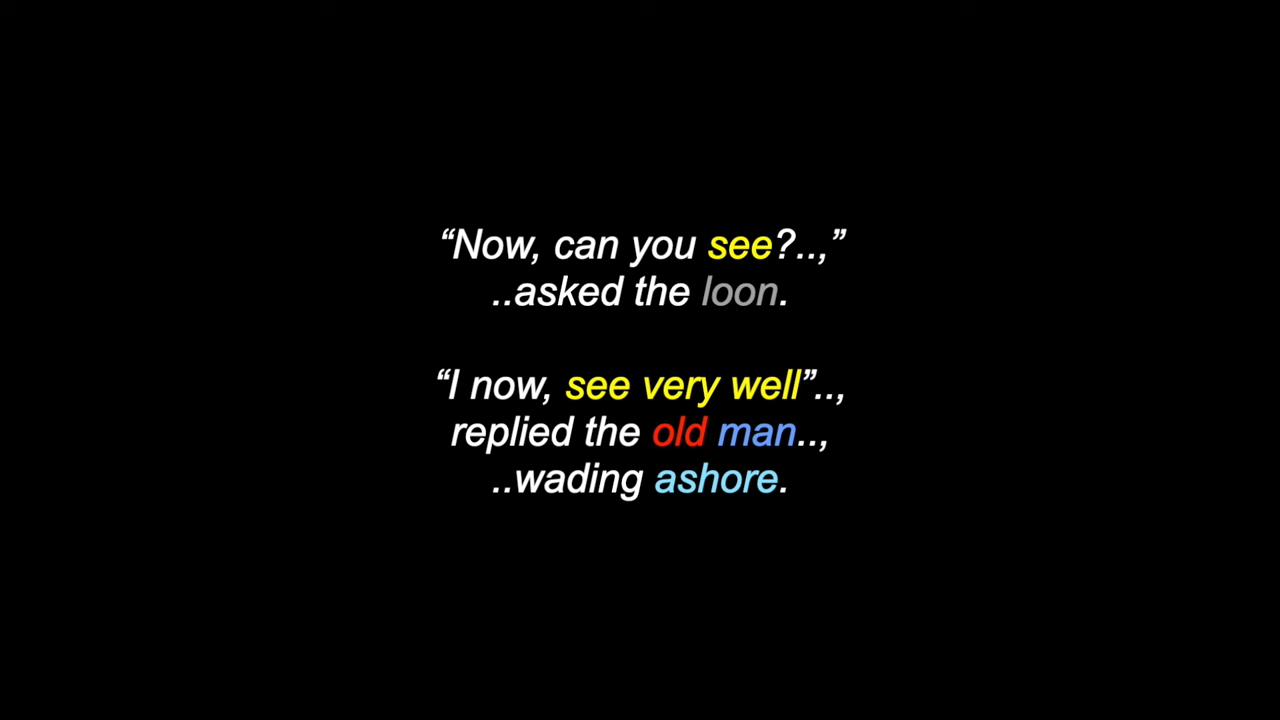 “Now, can you see?..,”
..asked the loon.
“I now, see very well”..,
replied the old man..,
..wading ashore.